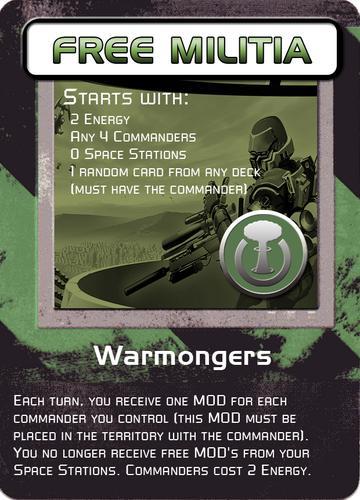 FREE MILITIA
STARTS WITH:
2 ENERGY
ANY 4 COMMANDERS
0 SPACE STATIONS
1 RANDOM CARD FROM ANY DECK
(MUST HAVE THE COMMANDER)
Warmongers
EACH TURN, YOU RECEIVE ONE MOD FOR EACH
COMMANDER YOU CONTROL (THIS MOD MUST BE
PLACED IN THE TERRITORY WITH THE COMMANDER).
YOU NO LONGER RECEIVE FREE MOD'S FROM YOUR
SPACE STATIONS. COMMANDERS COST 2 ENERGY.